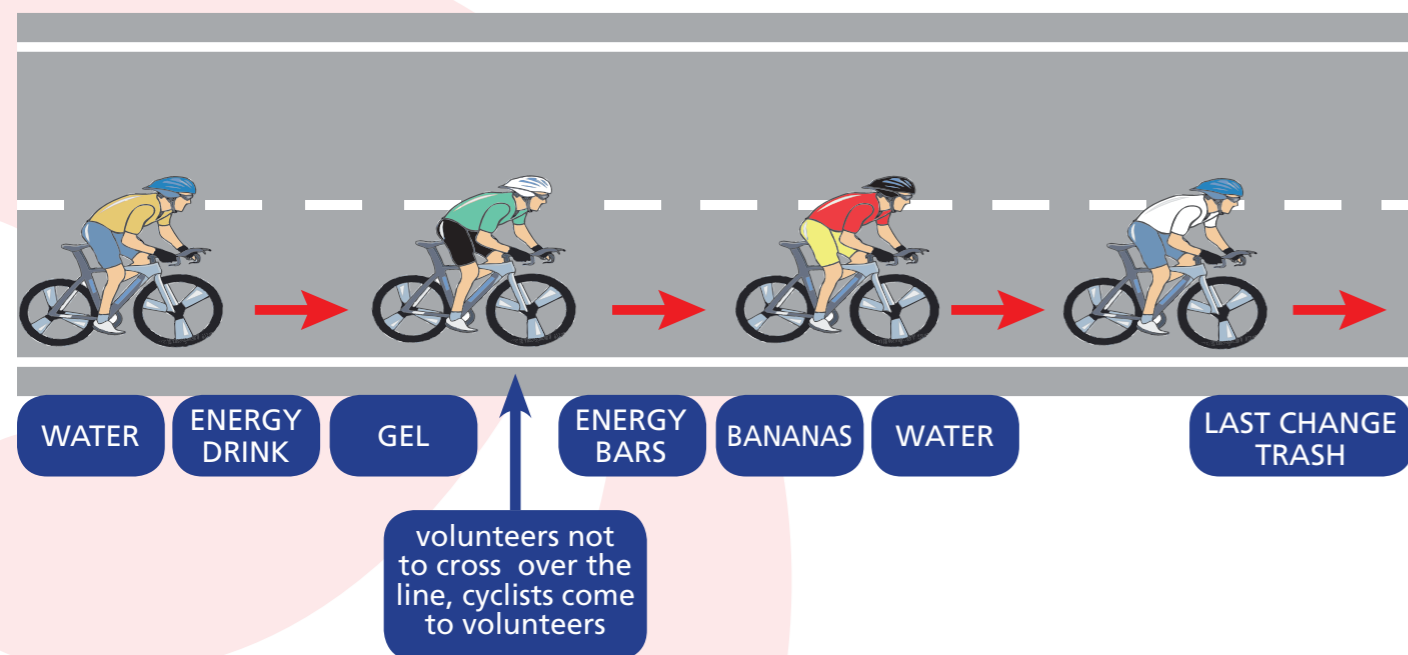 WATER
ENERGY
DRINK
GEL
ENERGY
BARS
BANANAS
WATER
LAST CHANGE
TRASH
volunteers not
to cross over the
line, cyclists come
to volunteers